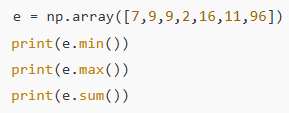 e = np.array([7,9,9,2,16,11,96])
print(e.min())
print(e.max())
print(e.sum())